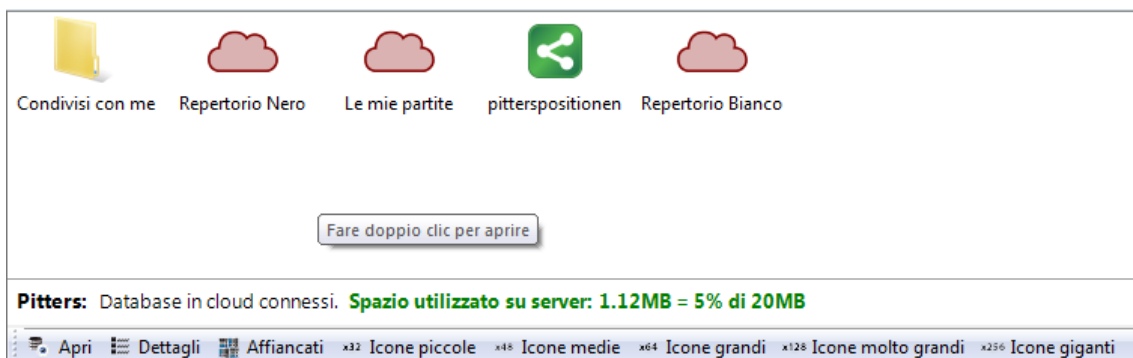 Condivisi con me Repertorio Nero Le mie partite pitterspositionen Repertorio Bianco
Fare doppio clic per aprire
Pitters: Database in cloud connessi. Spazio utilizzato su server: 1.12MB = 5% di 20MB
Apri Dettagli Affiancati x32 Icone piccole x48 Icone medie x64 Icone grandi x128 Icone molto grandi x256 Icone giganti